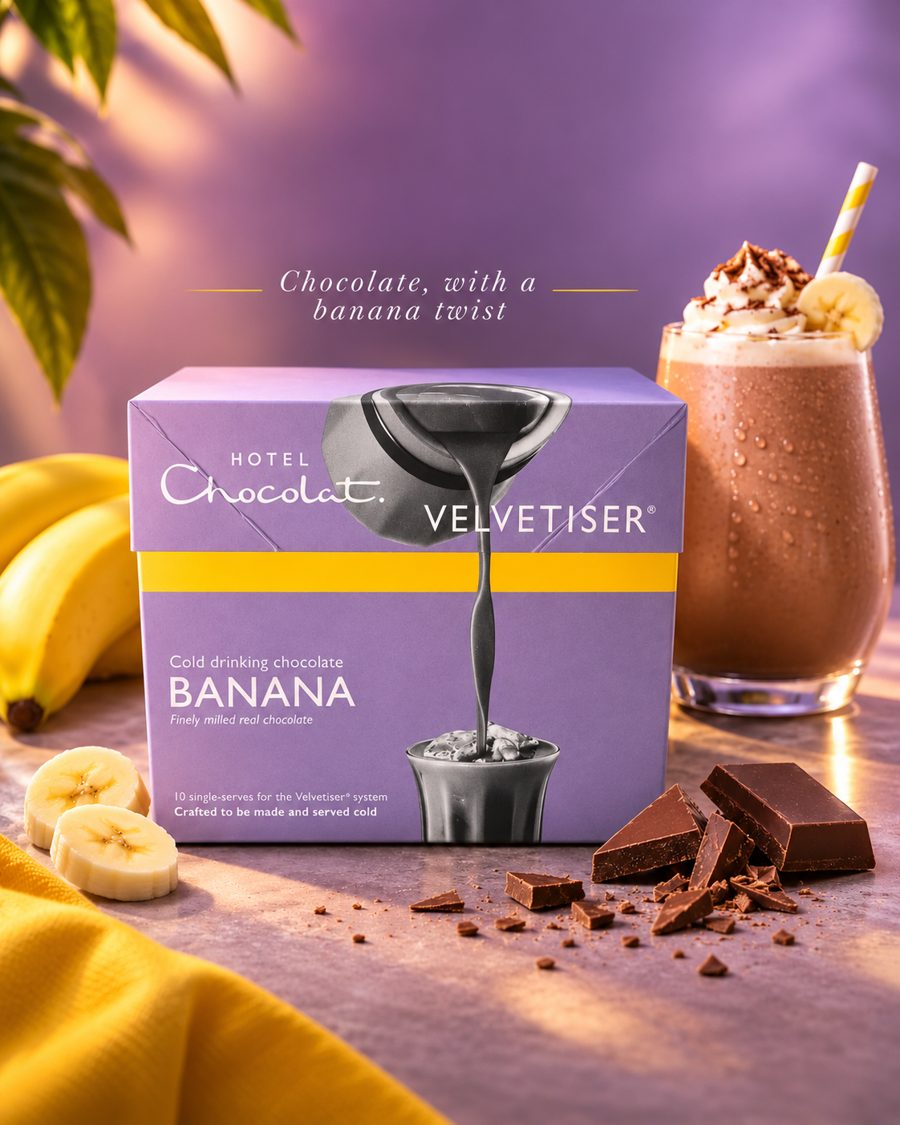 Chocolate, with a
banana twist
HOTEL
Chocolat.
VELVETISER®
Cold drinking chocolate
BANANA
Finely milled real chocolate
10 single-serves for the Velvetiser® system
Crafted to be made and served cold